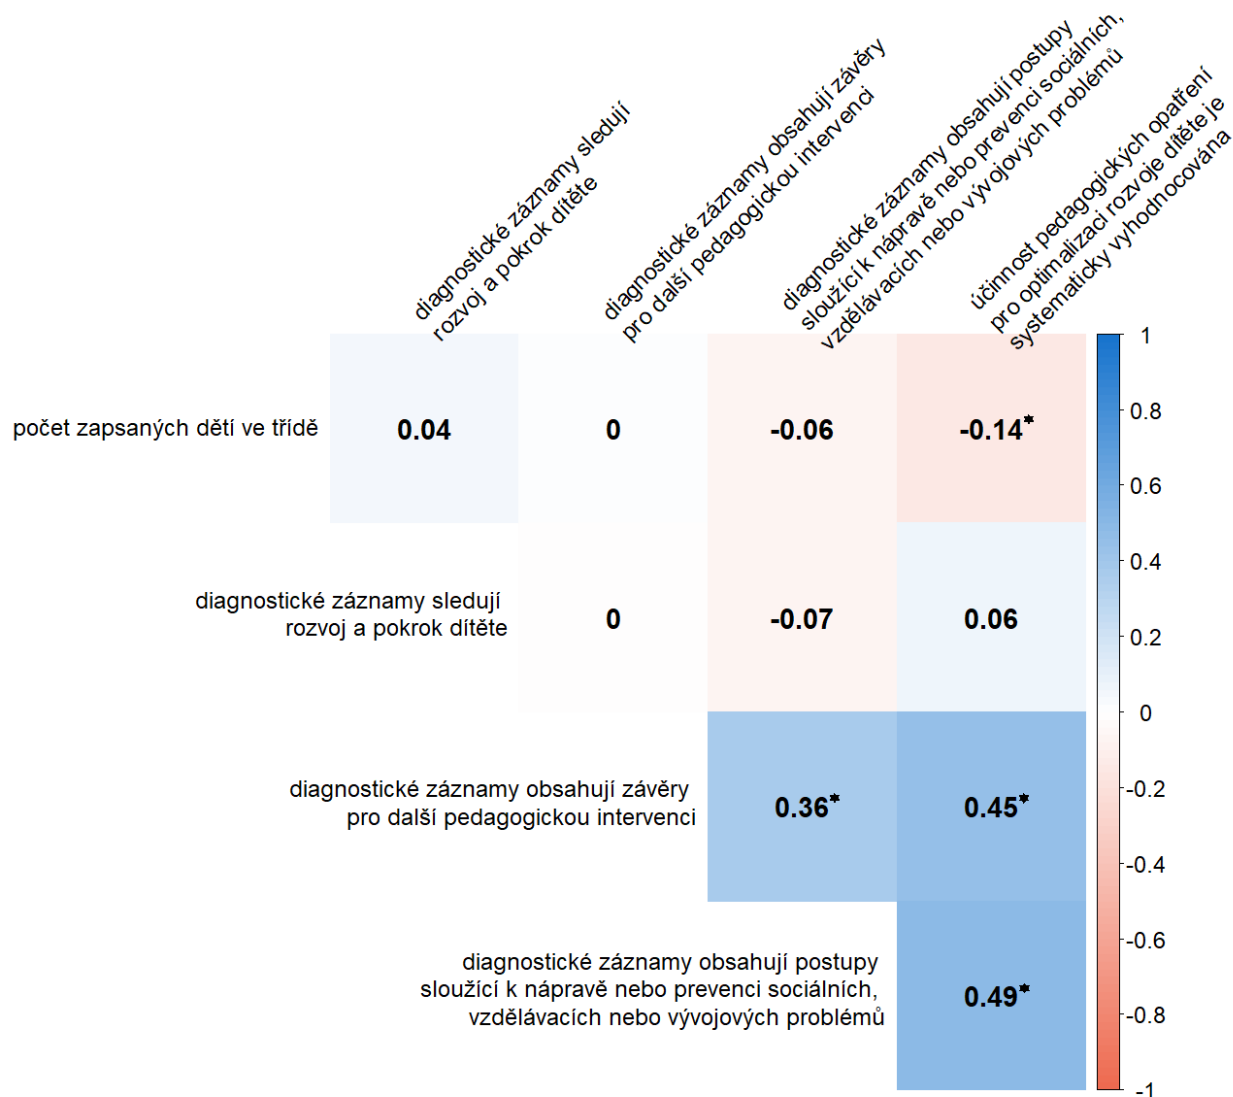 diagnostické záznamy sledují
rozvoj a pokrok dítěte
diagnostické záznamy obsahují závěry
pro další pedagogickou intervenci
diagnostické záznamy obsahují postupy
sloužící k nápravě nebo prevenci sociálních,
vzdělávacích nebo vývojových problémů
účinnost pedagogických opatření
pro optimalizaci rozvoje dítěte je
systematicky vyhodnocována
počet zapsaných dětí ve třídě
0.04
0
-0.06
-0.14*
diagnostické záznamy sledují
rozvoj a pokrok dítěte
0
-0.07
0.06
diagnostické záznamy obsahují závěry
pro další pedagogickou intervenci
0.36*
0.45*
diagnostické záznamy obsahují postupy
sloužící k nápravě nebo prevenci sociálních,
vzdělávacích nebo vývojových problémů
0.49*
1
0.8
0.6
0.4
0.2
0
-0.2
-0.4
-0.6
-0.8
-1